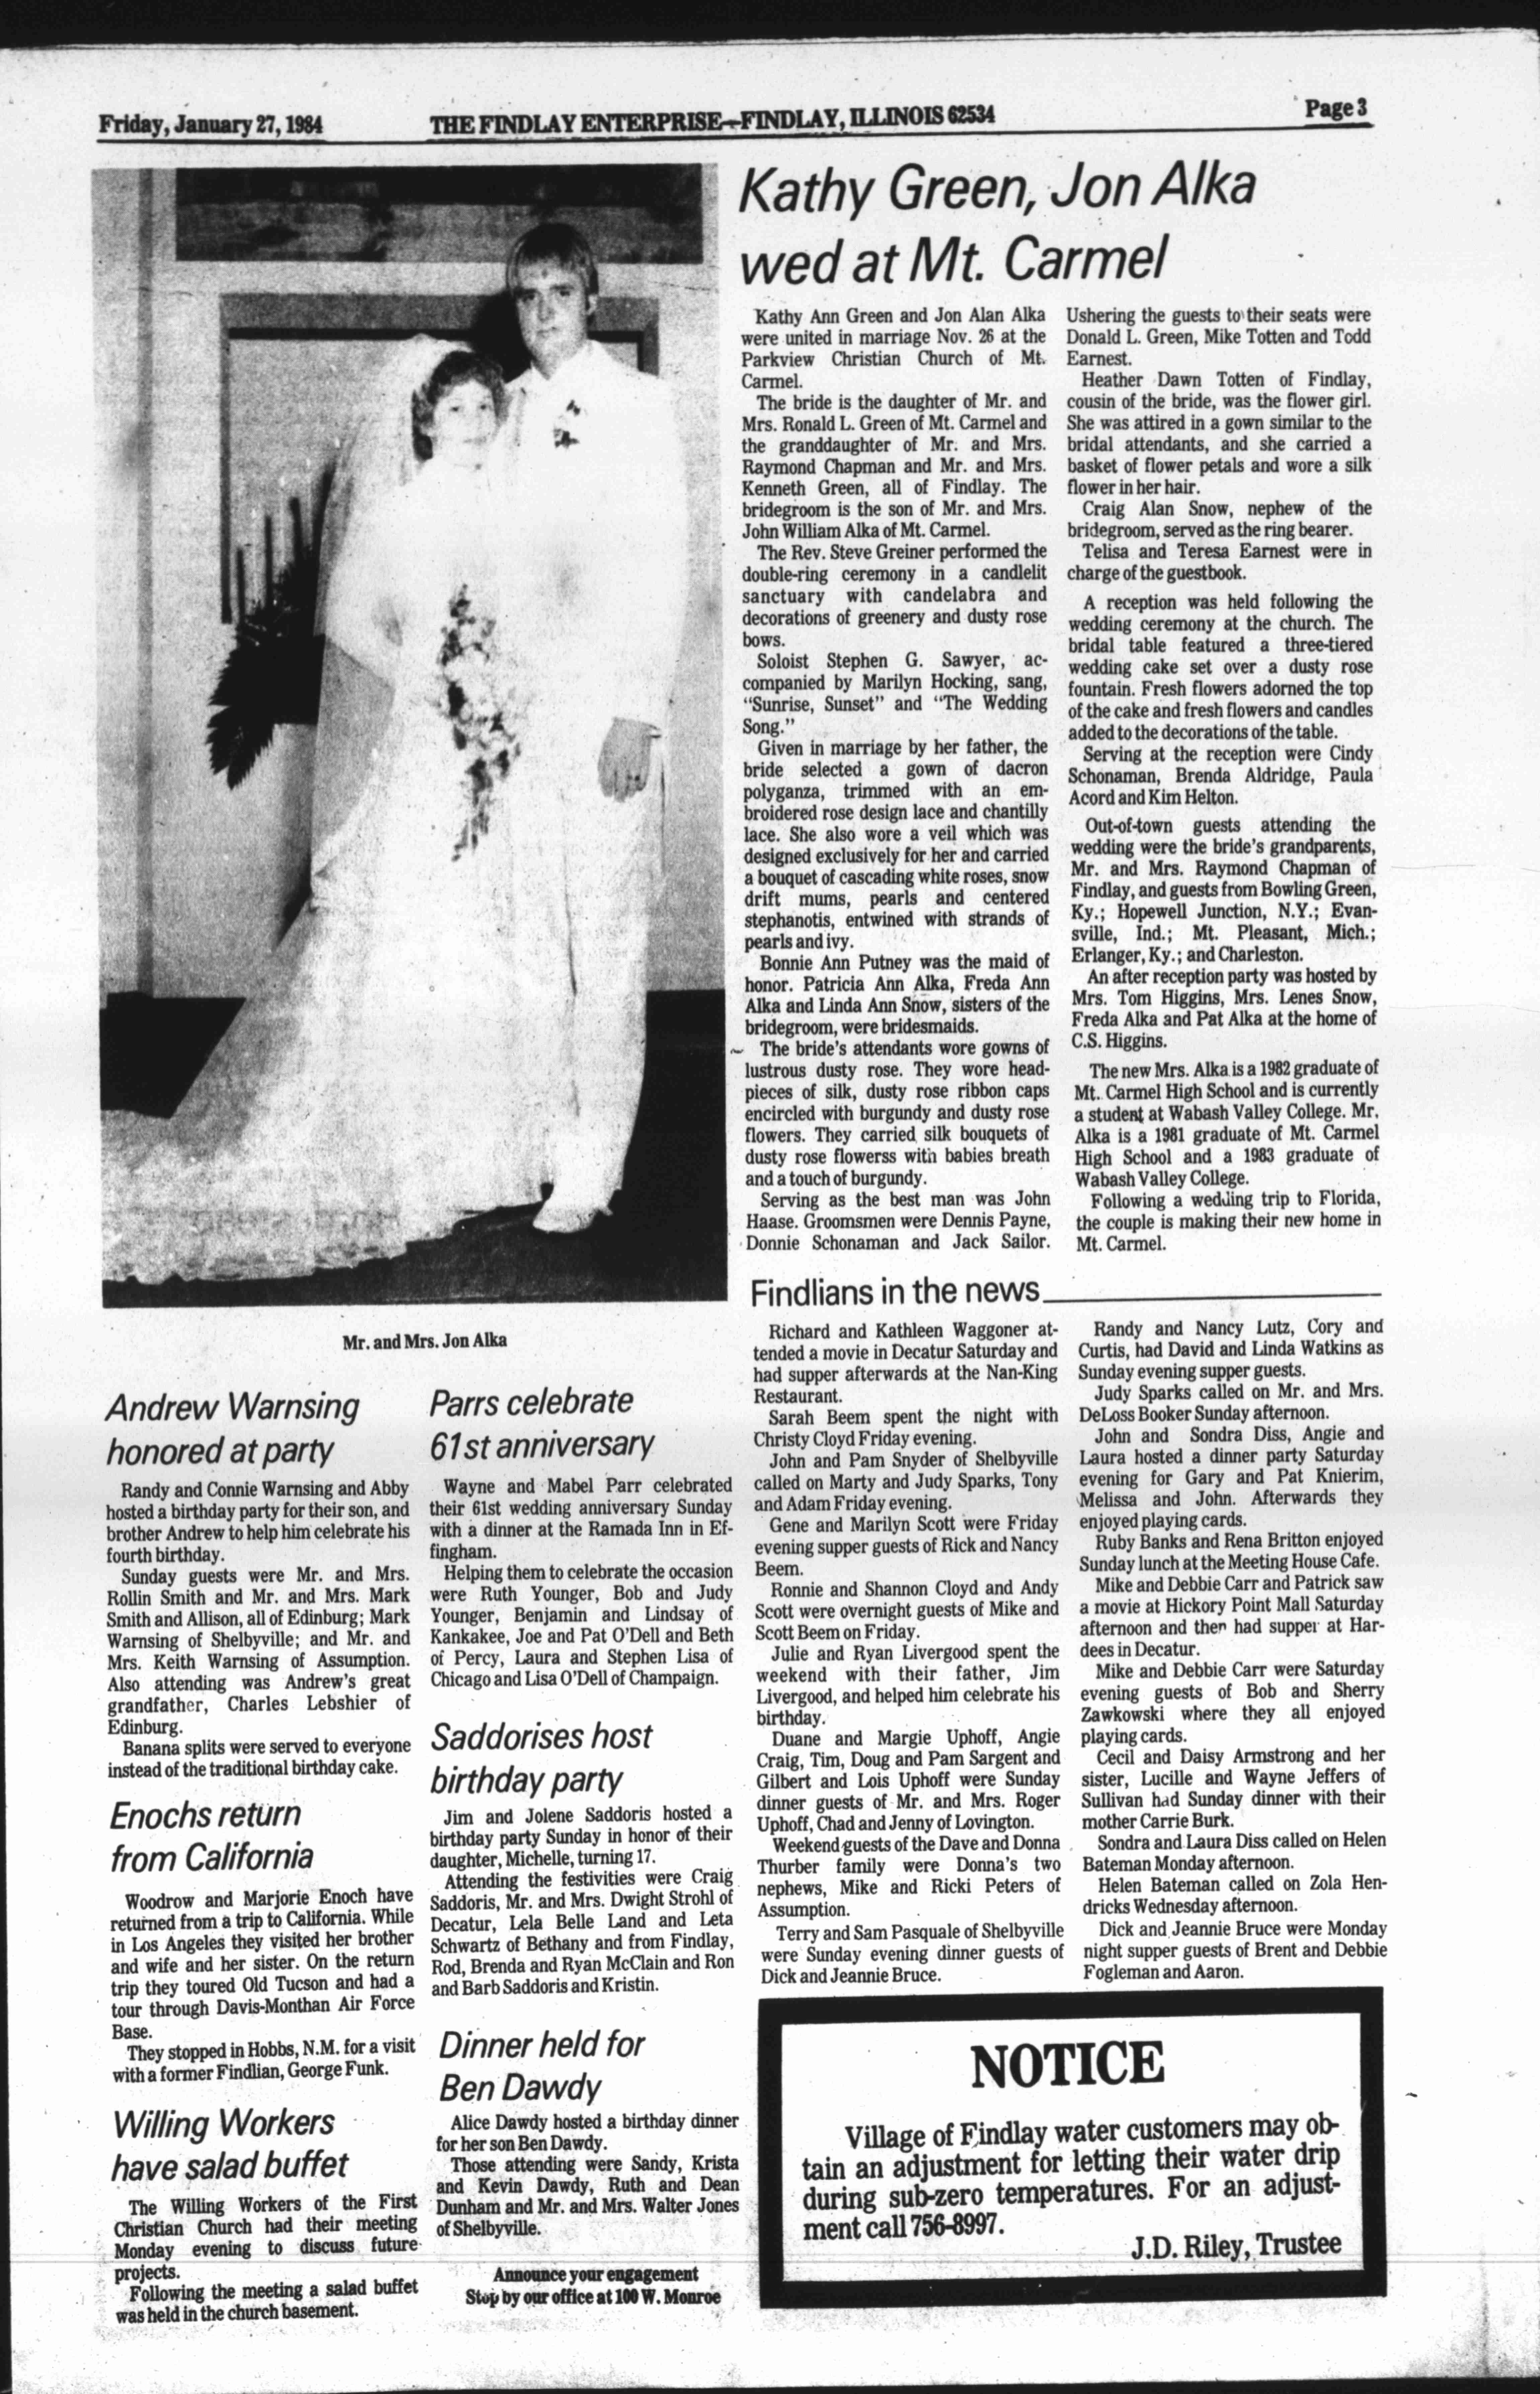 Friday, January 27, 1984
THE FINDLAY ENTERPRISE—FINDLAY, ILLINOIS 62534
Page 3
Kathy Green, Jon Alka
wed at Mt. Carmel
Kathy Ann Green and Jon Alan Alka
were united in marriage Nov. 26 at the
Parkview Christian Church of Mt.
Carmel.
The bride is the daughter of Mr. and
Mrs. Ronald L. Green of Mt. Carmel and
the granddaughter of Mr. and Mrs.
Raymond Chapman and Mr. and Mrs.
Kenneth Green, all of Findlay. The
bridegroom is the son of Mr. and Mrs.
John William Alka of Mt. Carmel.
The Rev. Steve Greiner performed the
double-ring ceremony in a candlelit
sanctuary with candelabra and
decorations of greenery and dusty rose
bows.
Soloist Stephen G. Sawyer, ac-
companied by Marilyn Hocking, sang,
"Sunrise, Sunset" and "The Wedding
Song."
Given in marriage by her father, the
bride selected a gown of dacron
polyganza, trimmed with an em-
broidered rose design lace and chantilly
lace. She also wore a veil which was
designed exclusively for her and carried
a bouquet of cascading white roses, snow
drift mums, pearls and centered
stephanotis, entwined with strands of
pearls and ivy.
Bonnie Ann Putney was the maid of
honor. Patricia Ann Alka, Freda Ann
Alka and Linda Ann Snow, sisters of the
bridegroom, were bridesmaids.
The bride's attendants wore gowns of
lustrous dusty rose. They wore head-
pieces of silk, dusty rose ribbon caps
encircled with burgundy and dusty rose
flowers. They carried silk bouquets of
dusty rose flowerss with babies breath
and a touch of burgundy.
Serving as the best man was John
Haase. Groomsmen were Dennis Payne,
Donnie Schonaman and Jack Sailor.
Ushering the guests to their seats were
Donald L. Green, Mike Totten and Todd
Earnest.
Heather Dawn Totten of Findlay,
cousin of the bride, was the flower girl.
She was attired in a gown similar to the
bridal attendants, and she carried a
basket of flower petals and wore a silk
flower in her hair.
Craig Alan Snow, nephew of the
bridegroom, served as the ring bearer.
Telisa and Teresa Earnest were in
charge of the guestbook.
A reception was held following the
wedding ceremony at the church. The
bridal table featured a three-tiered
wedding cake set over a dusty rose
fountain. Fresh flowers adorned the top
of the cake and fresh flowers and candles
added to the decorations of the table.
Serving at the reception were Cindy
Schonaman, Brenda Aldridge, Paula
Acord and Kim Helton.
Out-of-town guests attending the
wedding were the bride's grandparents,
Mr. and Mrs. Raymond Chapman of
Findlay, and guests from Bowling Green,
Ky.; Hopewell Junction, N.Y.; Evan-
sville, Ind.; Mt. Pleasant, Mich.;
Erlanger, Ky.; and Charleston.
An after reception party was hosted by
Mrs. Tom Higgins, Mrs. Lenes Snow,
Freda Alka and Pat Alka at the home of
C.S. Higgins.
The new Mrs. Alka is a 1982 graduate of
Mt. Carmel High School and is currently
a student at Wabash Valley College. Mr.
Alka is a 1981 graduate of Mt. Carmel
High School and a 1983 graduate of
Wabash Valley College.
Following a wedding trip to Florida,
the couple is making their new home in
Mt. Carmel.
Mr. and Mrs. Jon Alka
Andrew Warnsing
honored at party
Randy and Connie Warnsing and Abby
hosted a birthday party for their son, and
brother Andrew to help him celebrate his
fourth birthday.
Sunday guests were Mr. and Mrs.
Rollin Smith and Mr. and Mrs. Mark
Smith and Allison, all of Edinburg; Mark
Warnsing of Shelbyville; and Mr. and
Mrs. Keith Warnsing of Assumption.
Also attending was Andrew's great
grandfather, Charles Lebshier of
Edinburg.
Banana splits were served to everyone
instead of the traditional birthday cake.
Enochs return
from California
Woodrow and Marjorie Enoch have
returned from a trip to California. While
in Los Angeles they visited her brother
and wife and her sister. On the return
trip they toured Old Tucson and had a
tour through Davis-Monthan Air Force
Base.
They stopped in Hobbs, N.M. for a visit
with a former Findlian, George Funk.
Willing Workers
have salad buffet
The Willing Workers of the First
Christian Church had their meeting
Monday evening to discuss future
projects.
Following the meeting a salad buffet
was held in the church basement.
Parrs celebrate
61st anniversary
Wayne and Mabel Parr celebrated
their 61st wedding anniversary Sunday
with a dinner at the Ramada Inn in Ef-
fingham.
Helping them to celebrate the occasion
were Ruth Younger, Bob and Judy
Younger, Benjamin and Lindsay of
Kankakee, Joe and Pat O'Dell and Beth
of Percy, Laura and Stephen Lisa of
Chicago and Lisa O'Dell of Champaign.
Saddorises host
birthday party
Jim and Jolene Saddoris hosted a
birthday party Sunday in honor of their
daughter, Michelle, turning 17.
Attending the festivities were Craig
Saddoris, Mr. and Mrs. Dwight Strohl of
Decatur, Lela Belle Land and Leta
Schwartz of Bethany and from Findlay,
Rod, Brenda and Ryan McClain and Ron
and Barb Saddoris and Kristin.
Dinner held for
Ben Dawdy
Alice Dawdy hosted a birthday dinner
for her son Ben Dawdy.
Those attending were Sandy, Krista
and Kevin Dawdy, Ruth and Dean
Dunham and Mr. and Mrs. Walter Jones
of Shelbyville.
Announce your engagement
Stop by our office at 100 W. Monroe
Findlians in the news
Richard and Kathleen Waggoner at-
tended a movie in Decatur Saturday and
had supper afterwards at the Nan-King
Restaurant.
Sarah Beem spent the night with
Christy Cloyd Friday evening.
John and Pam Snyder of Shelbyville
called on Marty and Judy Sparks, Tony
and Adam Friday evening.
Gene and Marilyn Scott were Friday
evening supper guests of Rick and Nancy
Beem.
Ronnie and Shannon Cloyd and Andy
Scott were overnight guests of Mike and
Scott Beem on Friday.
Julie and Ryan Livergood spent the
weekend with their father, Jim
Livergood, and helped him celebrate his
birthday.
Duane and Margie Uphoff, Angie
Craig, Tim, Doug and Pam Sargent and
Gilbert and Lois Uphoff were Sunday
dinner guests of Mr. and Mrs. Roger
Uphoff, Chad and Jenny of Lovington.
Weekend guests of the Dave and Donna
Thurber family were Donna's two
nephews, Mike and Ricki Peters of
Assumption.
Terry and Sam Pasquale of Shelbyville
were Sunday evening dinner guests of
Dick and Jeannie Bruce.
Randy and Nancy Lutz, Cory and
Curtis, had David and Linda Watkins as
Sunday evening supper guests.
Judy Sparks called on Mr. and Mrs.
DeLoss Booker Sunday afternoon.
John and Sondra Diss, Angie and
Laura hosted a dinner party Saturday
evening for Gary and Pat Knierim,
Melissa and John. Afterwards they
enjoyed playing cards.
Ruby Banks and Rena Britton enjoyed
Sunday lunch at the Meeting House Cafe.
Mike and Debbie Carr and Patrick saw
a movie at Hickory Point Mall Saturday
afternoon and then had supper at Har-
dees in Decatur.
Mike and Debbie Carr were Saturday
evening guests of Bob and Sherry
Zawkowski where they all enjoyed
playing cards.
Cecil and Daisy Armstrong and her
sister, Lucille and Wayne Jeffers of
Sullivan had Sunday dinner with their
mother Carrie Burk.
Sondra and Laura Diss called on Helen
Bateman Monday afternoon.
Helen Bateman called on Zola Hen-
dricks Wednesday afternoon.
Dick and Jeannie Bruce were Monday
night supper guests of Brent and Debbie
Fogleman and Aaron.
NOTICE
Village of Findlay water customers may ob-
tain an adjustment for letting their water drip
during sub-zero temperatures. For an adjust-
ment call 756-8997.
J.D. Riley, Trustee